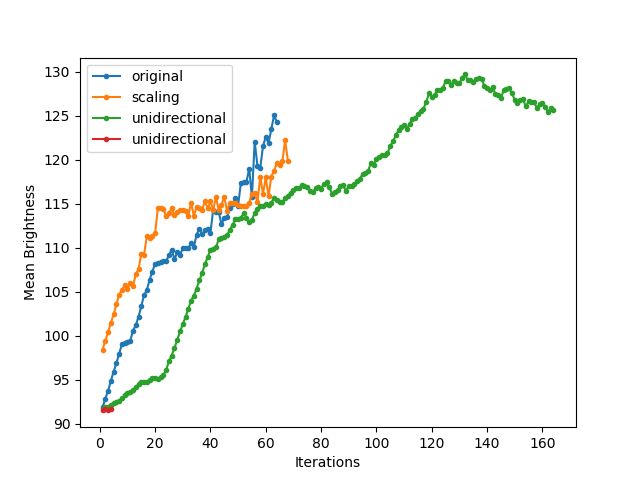 original
scaling
unidirectional
unidirectional
130
125
120
115
110
105
100
95
90
Mean Brightness
0 20 40 60 80 100 120 140 160
Iterations